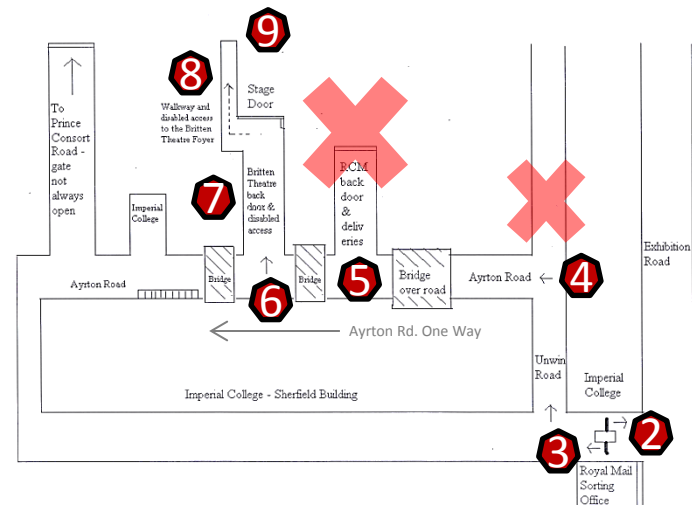 9
8
Stage
Door
To
Prince
Consort
Road -
gate
not
always
open
Walkway and
disabled access
to the Britten
Theatre Foyer
RCM
back
door
&
deliv
eries
Britten
Theatre
back
door &
disabled
access
7
Imperial
College
Exhibition
Road
Bridge
Bridge
Bridge
over road
Ayrton Road
4
5
6
Ayrton Road
Ayrton Rd. One Way
Unwin
Road
Imperial
College
Imperial College - Sherfield Building
2
3
Royal Mail
Sorting
Office